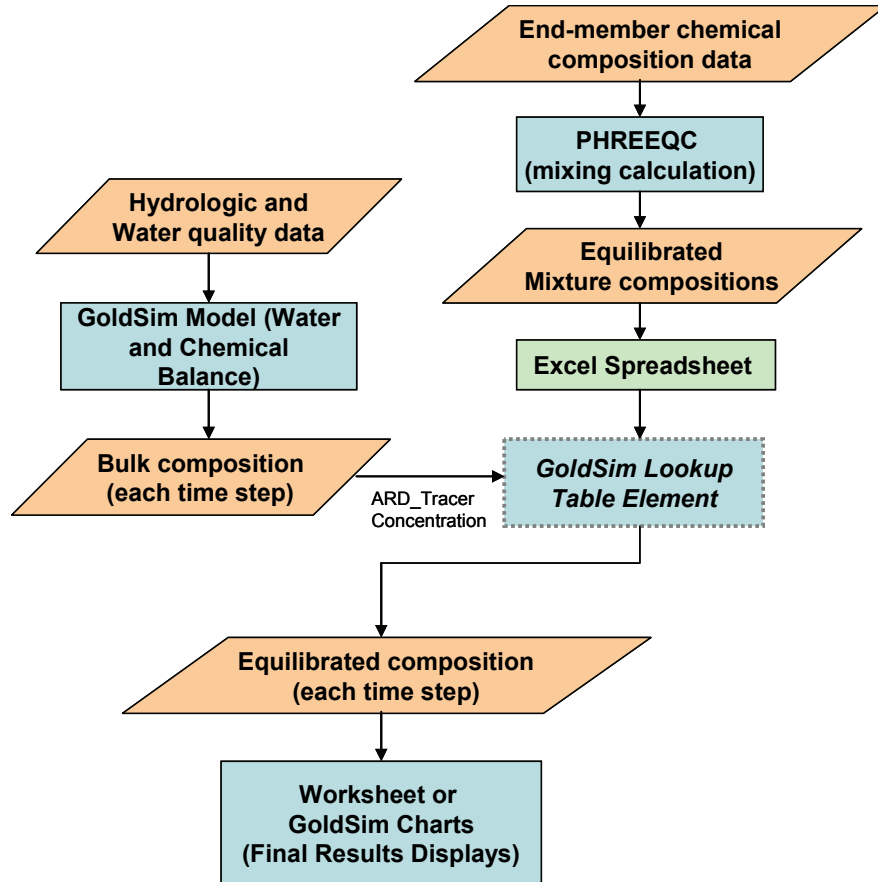 End-member chemical
composition data
PHREEQC
(mixing calculation)
Hydrologic and
Water quality data
Equilibrated
Mixture compositions
GoldSim Model (Water
and Chemical
Balance)
Excel Spreadsheet
Bulk composition
(each time step)
ARD_Tracer
Concentration
GoldSim Lookup
Table Element
Equilibrated composition
(each time step)
Worksheet or
GoldSim Charts
(Final Results Displays)